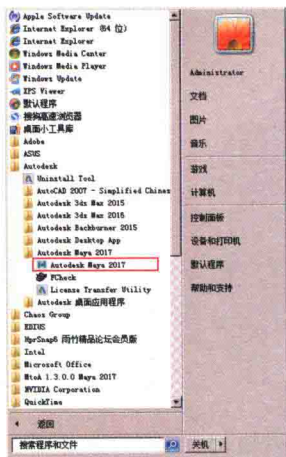 Apple Software Update
Internet Explorer (64 位)
Internet Explorer
Windows Media Center
Windows Media Player
Windows Update
XPS Viewer
默认程序
搜狗高速浏览器
桌面小工具库
Adobe
ASUS
Autodesk
Uninstall Tool
AutoCAD 2007 - Simplified Chines
Autodesk 3ds Max 2015
Autodesk 3ds Max 2016
Autodesk Backburner 2015
Autodesk Desktop App
Autodesk Maya 2017
Autodesk Maya 2017
FCheck
License Transfer Utility
Autodesk 桌面应用程序
Chaos Group
EDIUS
HprSnap6 雨竹精品论坛会员版
Intel
Microsoft Office
MtoA 1.3.0.0 Maya 2017
NVIDIA Corporation
QuickTime
返回
搜索程序和文件
Administrator
文档
图片
音乐
游戏
计算机
控制面板
设备和打印机
默认程序
帮助和支持
关机